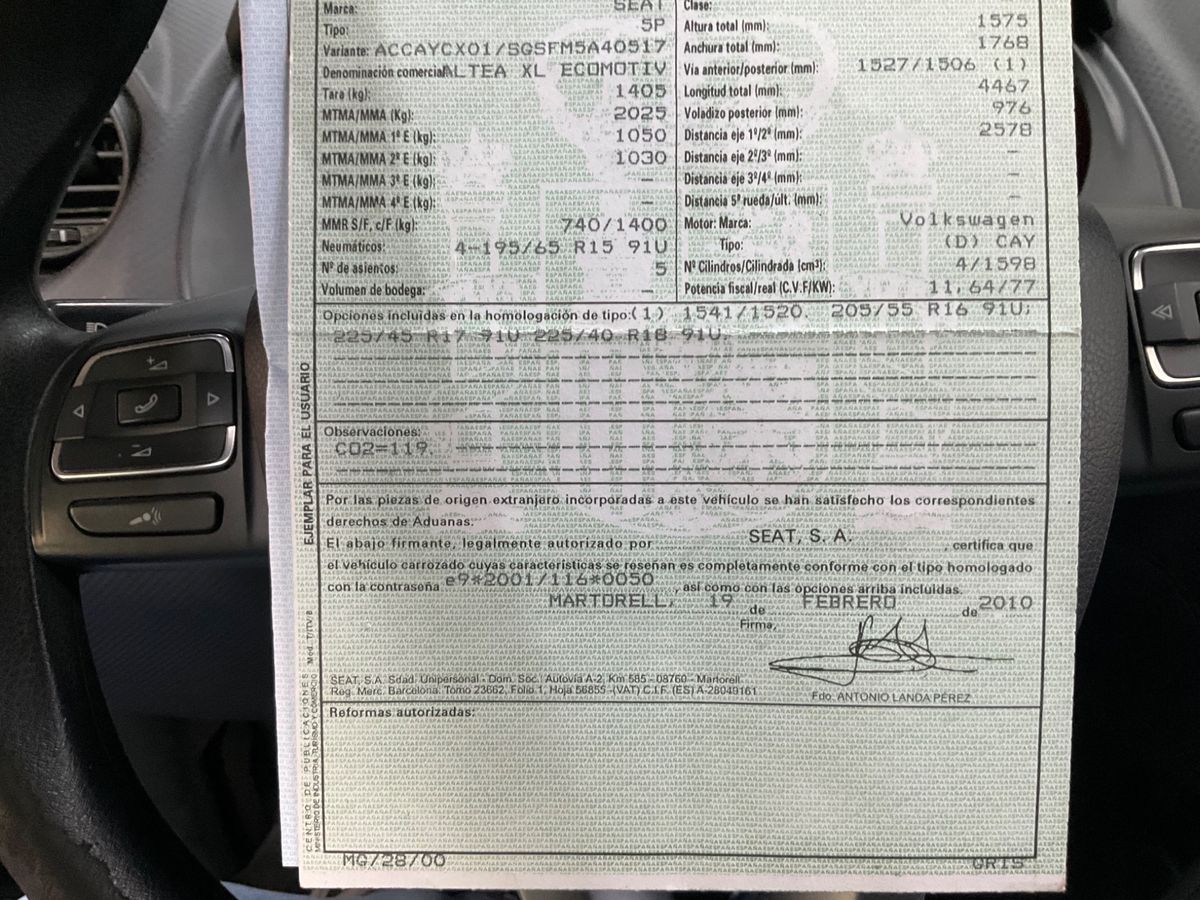 Marca: SEAT
Tipo: 5P
Variante: ACCAYCX01/SGSFM5A40517
Denominación comercial ALTEA XL ECOMOTIV
Tara (kg): 1405
MTMA/MMA (Kg): 2025
MTMA/MMA 1º E (kg): 1050
MTMA/MMA 2º E (kg): 1030
MTMA/MMA 3º E (kg): —
MTMA/MMA 4º E (kg): —
MMR S/F, c/F (kg): 740/1400
Neumáticos: 4-195/65 R15 91U
Nº de asientos: 5
Volumen de bodega: —
Clase:
Altura total (mm): 1575
Anchura total (mm): 1768
Via anterior/posterior (mm): 1527/1506 (1)
Longitud total (mm): 4467
Voladizo posterior (mm): 976
Distancia eje 1º/2º (mm): 2578
Distancia eje 2º/3º (mm): —
Distancia eje 3º/4º (mm): —
Distancia 5ª rueda/últ. (mm): —
Motor: Marca: Volkswagen
Tipo: (D) CAY
Nº Cilindros/Cilindrada (cm³): 4/1598
Potencia fiscal/real (C.V.F/KW): 11,64/77
Opciones incluidas en la homologación de tipo: (1) 1541/1520. 205/55 R16 91U;
225/45 R17 91U 225/40 R18 91U.
Observaciones:
CO2=119.
Por las piezas de origen extranjero incorporadas a este vehículo se han satisfecho los correspondientes
derechos de Aduanas.
El abajo firmante, legalmente autorizado por SEAT, S. A. , certifica que
el vehículo carrozado cuyas características se reseñan es completamente conforme con el tipo homologado
con la contraseña e9*2001/116*0050 , así como con las opciones arriba incluidas.
MARTORELL, 19 de FEBRERO de 2010
Firma,
SEAT, S.A. Sdad. Unipersonal - Dom. Soc.: Autovía A-2, Km 585 - 08760 - Martorell
Reg. Merc. Barcelona: Tomo 23662, Folio 1, Hoja 56855 -(VAT) C.I.F. (ES) A-28049161
Fdo. ANTONIO LANDA PÉREZ
Reformas autorizadas:
MG/28/00 GRIS
EJEMPLAR PARA EL USUARIO
CENTRO DE PUBLICACIONES
MINISTERIO DE INDUSTRIA, TURISMO Y COMERCIO